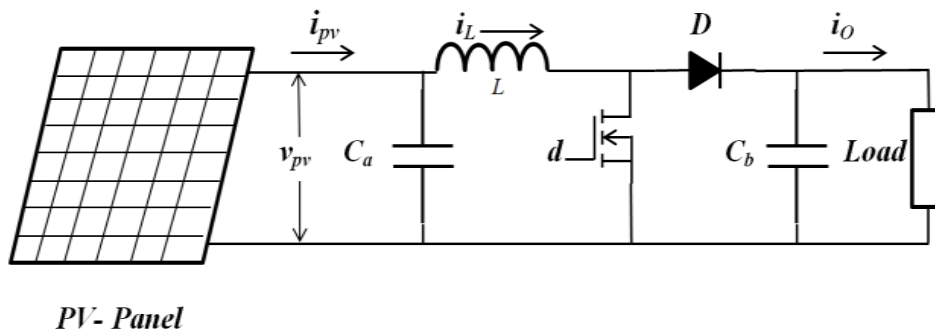 i_pv
i_L
D
i_O
L
v_pv
C_a
d
C_b
Load
PV- Panel